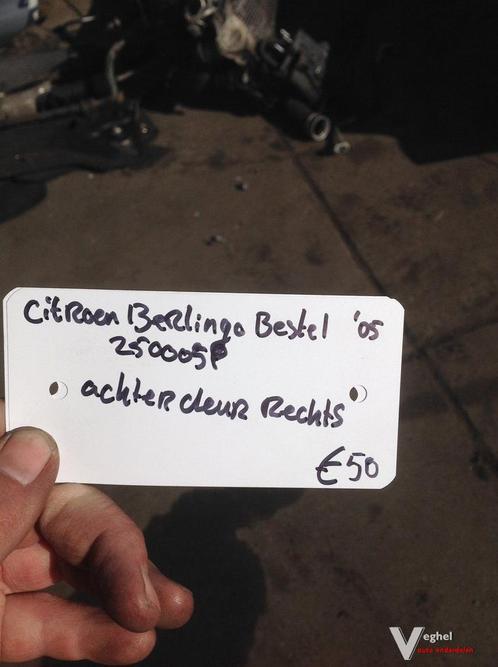 Citroen Berlingo Bestel '05
250005P
achterdeur Rechts
€50
Veghel
auto onderdelen